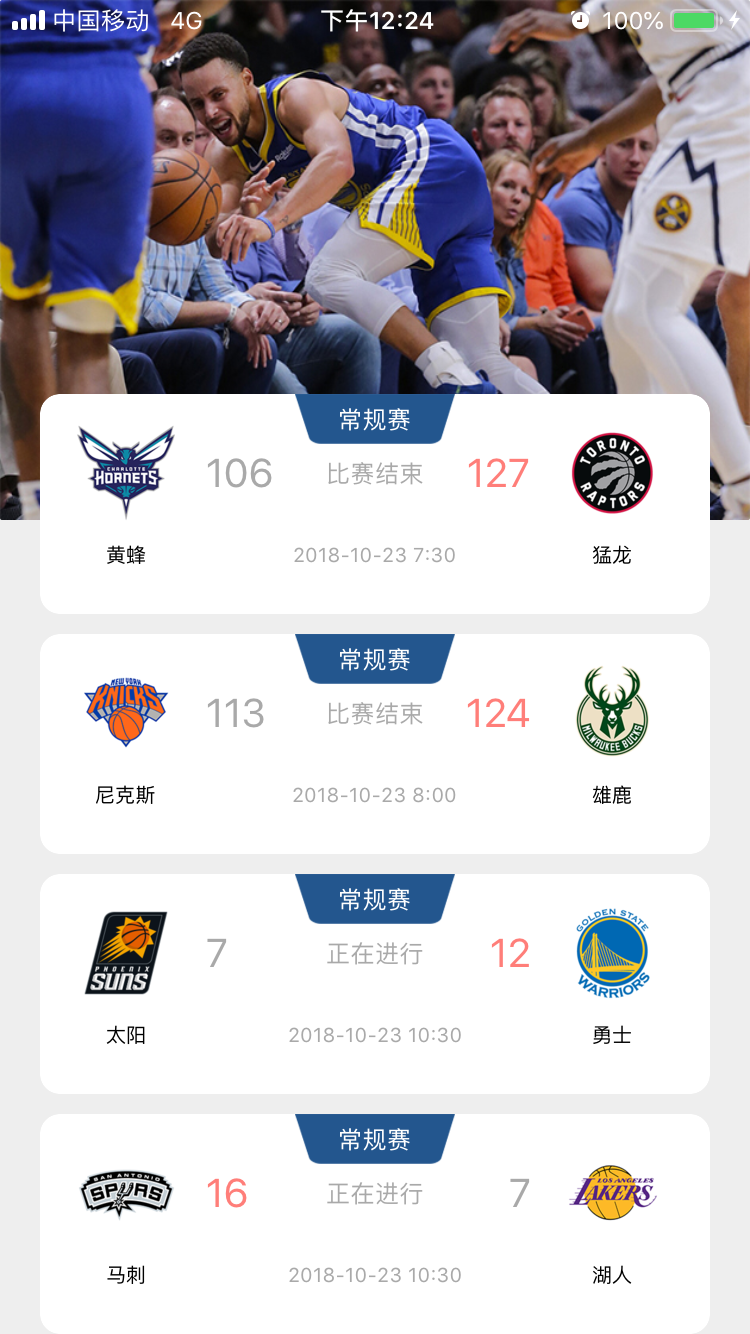 中国移动 4G 下午12:24 100%
常规赛
CHARLOTTE
HORNETS
106 比赛结束 127
TORONTO
RAPTORS
黄蜂 2018-10-23 7:30 猛龙
常规赛
NEW YORK
KNICKS
113 比赛结束 124
MILWAUKEE BUCKS
尼克斯 2018-10-23 8:00 雄鹿
常规赛
PHOENIX
SUNS
7 正在进行 12
GOLDEN STATE
WARRIORS
太阳 2018-10-23 10:30 勇士
常规赛
SAN ANTONIO
SPURS
16 正在进行 7
LOS ANGELES
LAKERS
马刺 2018-10-23 10:30 湖人